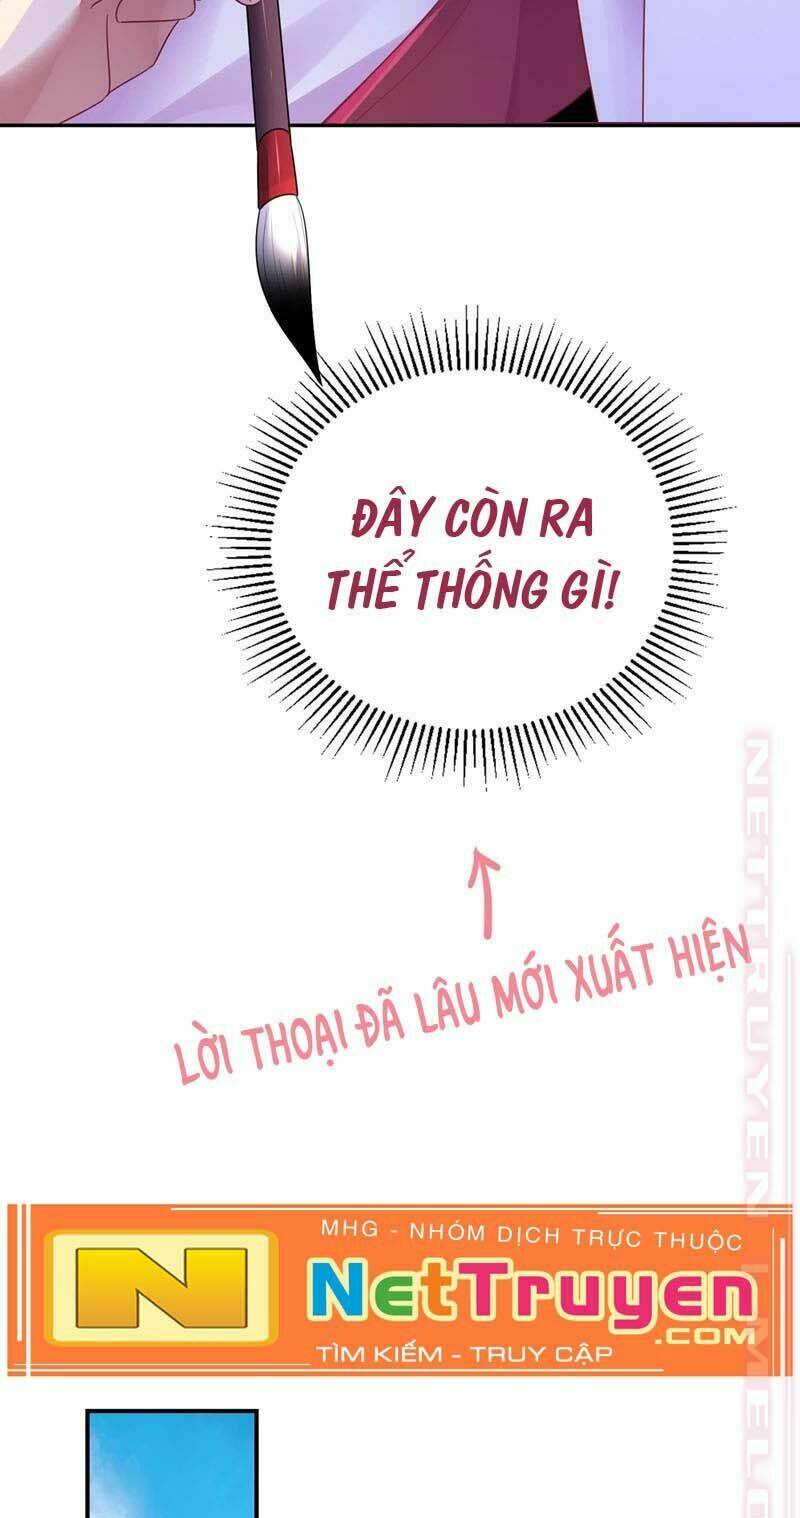 ĐÂY CÒN RA
THỂ THỐNG GÌ!
LỜI THOẠI ĐÃ LÂU MỚI XUẤT HIỆN
MHG - NHÓM DỊCH TRỰC THUỘC
N
NetTruyen
.COM
TÌM KIẾM - TRUY CẬP